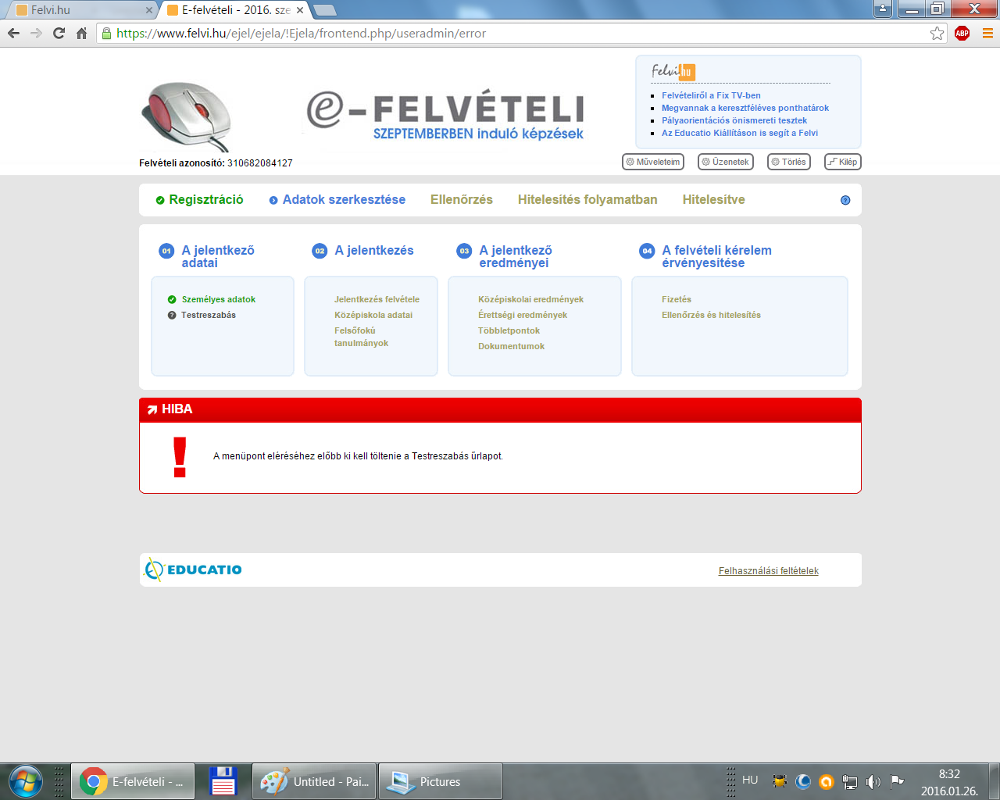 Felvi.hu
E-felvételi - 2016. sze
https://www.felvi.hu/ejel/ejela/!Ejela/frontend.php/useradmin/error
ABP
e-FELVÉTELI
SZEPTEMBERBEN induló képzések
Felvi.hu
Felvételiről a Fix TV-ben
Megvannak a keresztféléves ponthatárok
Pályaorientációs önismereti tesztek
Az Educatio Kiállításon is segít a Felvi
Felvételi azonosító: 310682084127
Műveleteim
Üzenetek
Törlés
Kilép
Regisztráció
Adatok szerkesztése
Ellenőrzés
Hitelesítés folyamatban
Hitelesítve
?
01 A jelentkező
adatai
Személyes adatok
? Testreszabás
02 A jelentkezés
Jelentkezés felvétele
Középiskola adatai
Felsőfokú
tanulmányok
03 A jelentkező
eredményei
Középiskolai eredmények
Érettségi eredmények
Többletpontok
Dokumentumok
04 A felvételi kérelem
érvényesítése
Fizetés
Ellenőrzés és hitelesítés
HIBA
!
A menüpont eléréséhez előbb ki kell töltenie a Testreszabás űrlapot.
EDUCATIO
Felhasználási feltételek
E-felvételi - ...
Untitled - Pai...
Pictures
HU
8:32
2016.01.26.